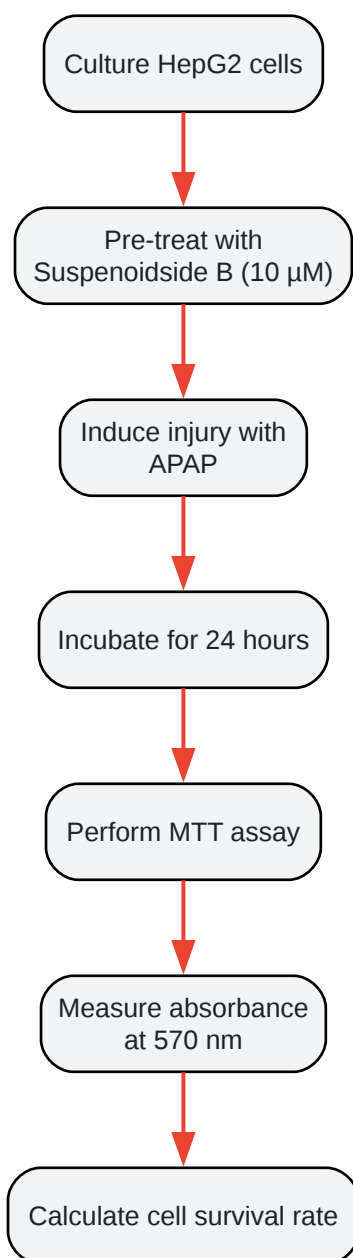 Culture HepG2 cells
Pre-treat with
Suspenoidside B (10 µM)
Induce injury with
APAP
Incubate for 24 hours
Perform MTT assay
Measure absorbance
at 570 nm
Calculate cell survival rate